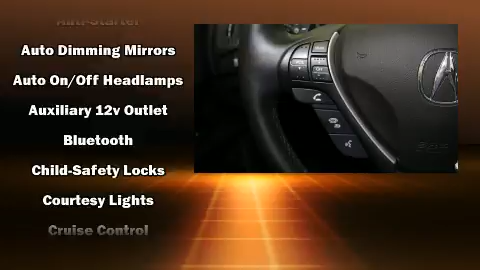 Auto Dimming Mirrors
Auto On/Off Headlamps
Auxiliary 12v Outlet
Bluetooth
Child-Safety Locks
Courtesy Lights
Cruise Control